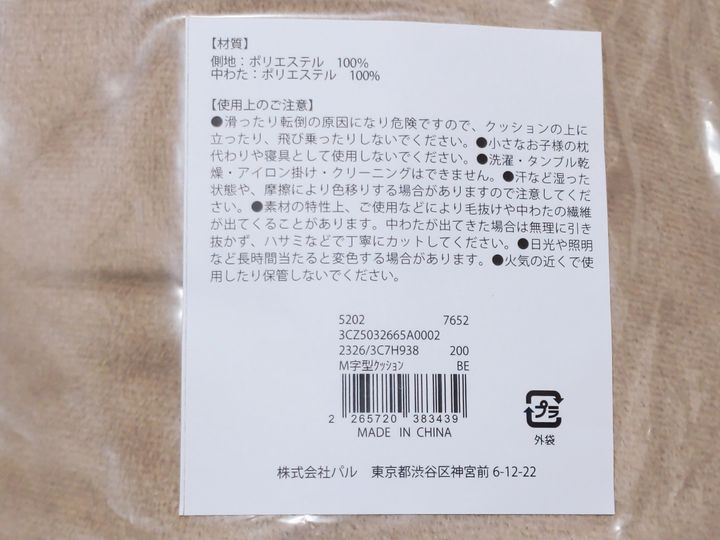 【材質】
側地：ポリエステル　100%
中わた：ポリエステル　100%
【使用上のご注意】
●滑ったり転倒の原因になり危険ですので、クッションの上に
立ったり、飛び乗ったりしないでください。●小さなお子様の枕
代わりや寝具として使用しないでください。●洗濯・タンブル乾
燥・アイロン掛け・クリーニングはできません。●汗など湿った
状態や、摩擦により色移りする場合がありますので注意してくだ
さい。●素材の特性上、ご使用などにより毛抜けや中わたの繊維
が出てくることがあります。中わたが出てきた場合は無理に引き
抜かず、ハサミなどで丁寧にカットしてください。●日光や照明
など長時間当たると変色する場合があります。●火気の近くで使
用したり保管しないでください。
5202 7652
3CZ5032665A0002
2326/3C7H938 200
M字型ｸｯｼｮﾝ BE
2 265720 383439
MADE IN CHINA
プラ
外袋
株式会社パル　東京都渋谷区神宮前 6-12-22